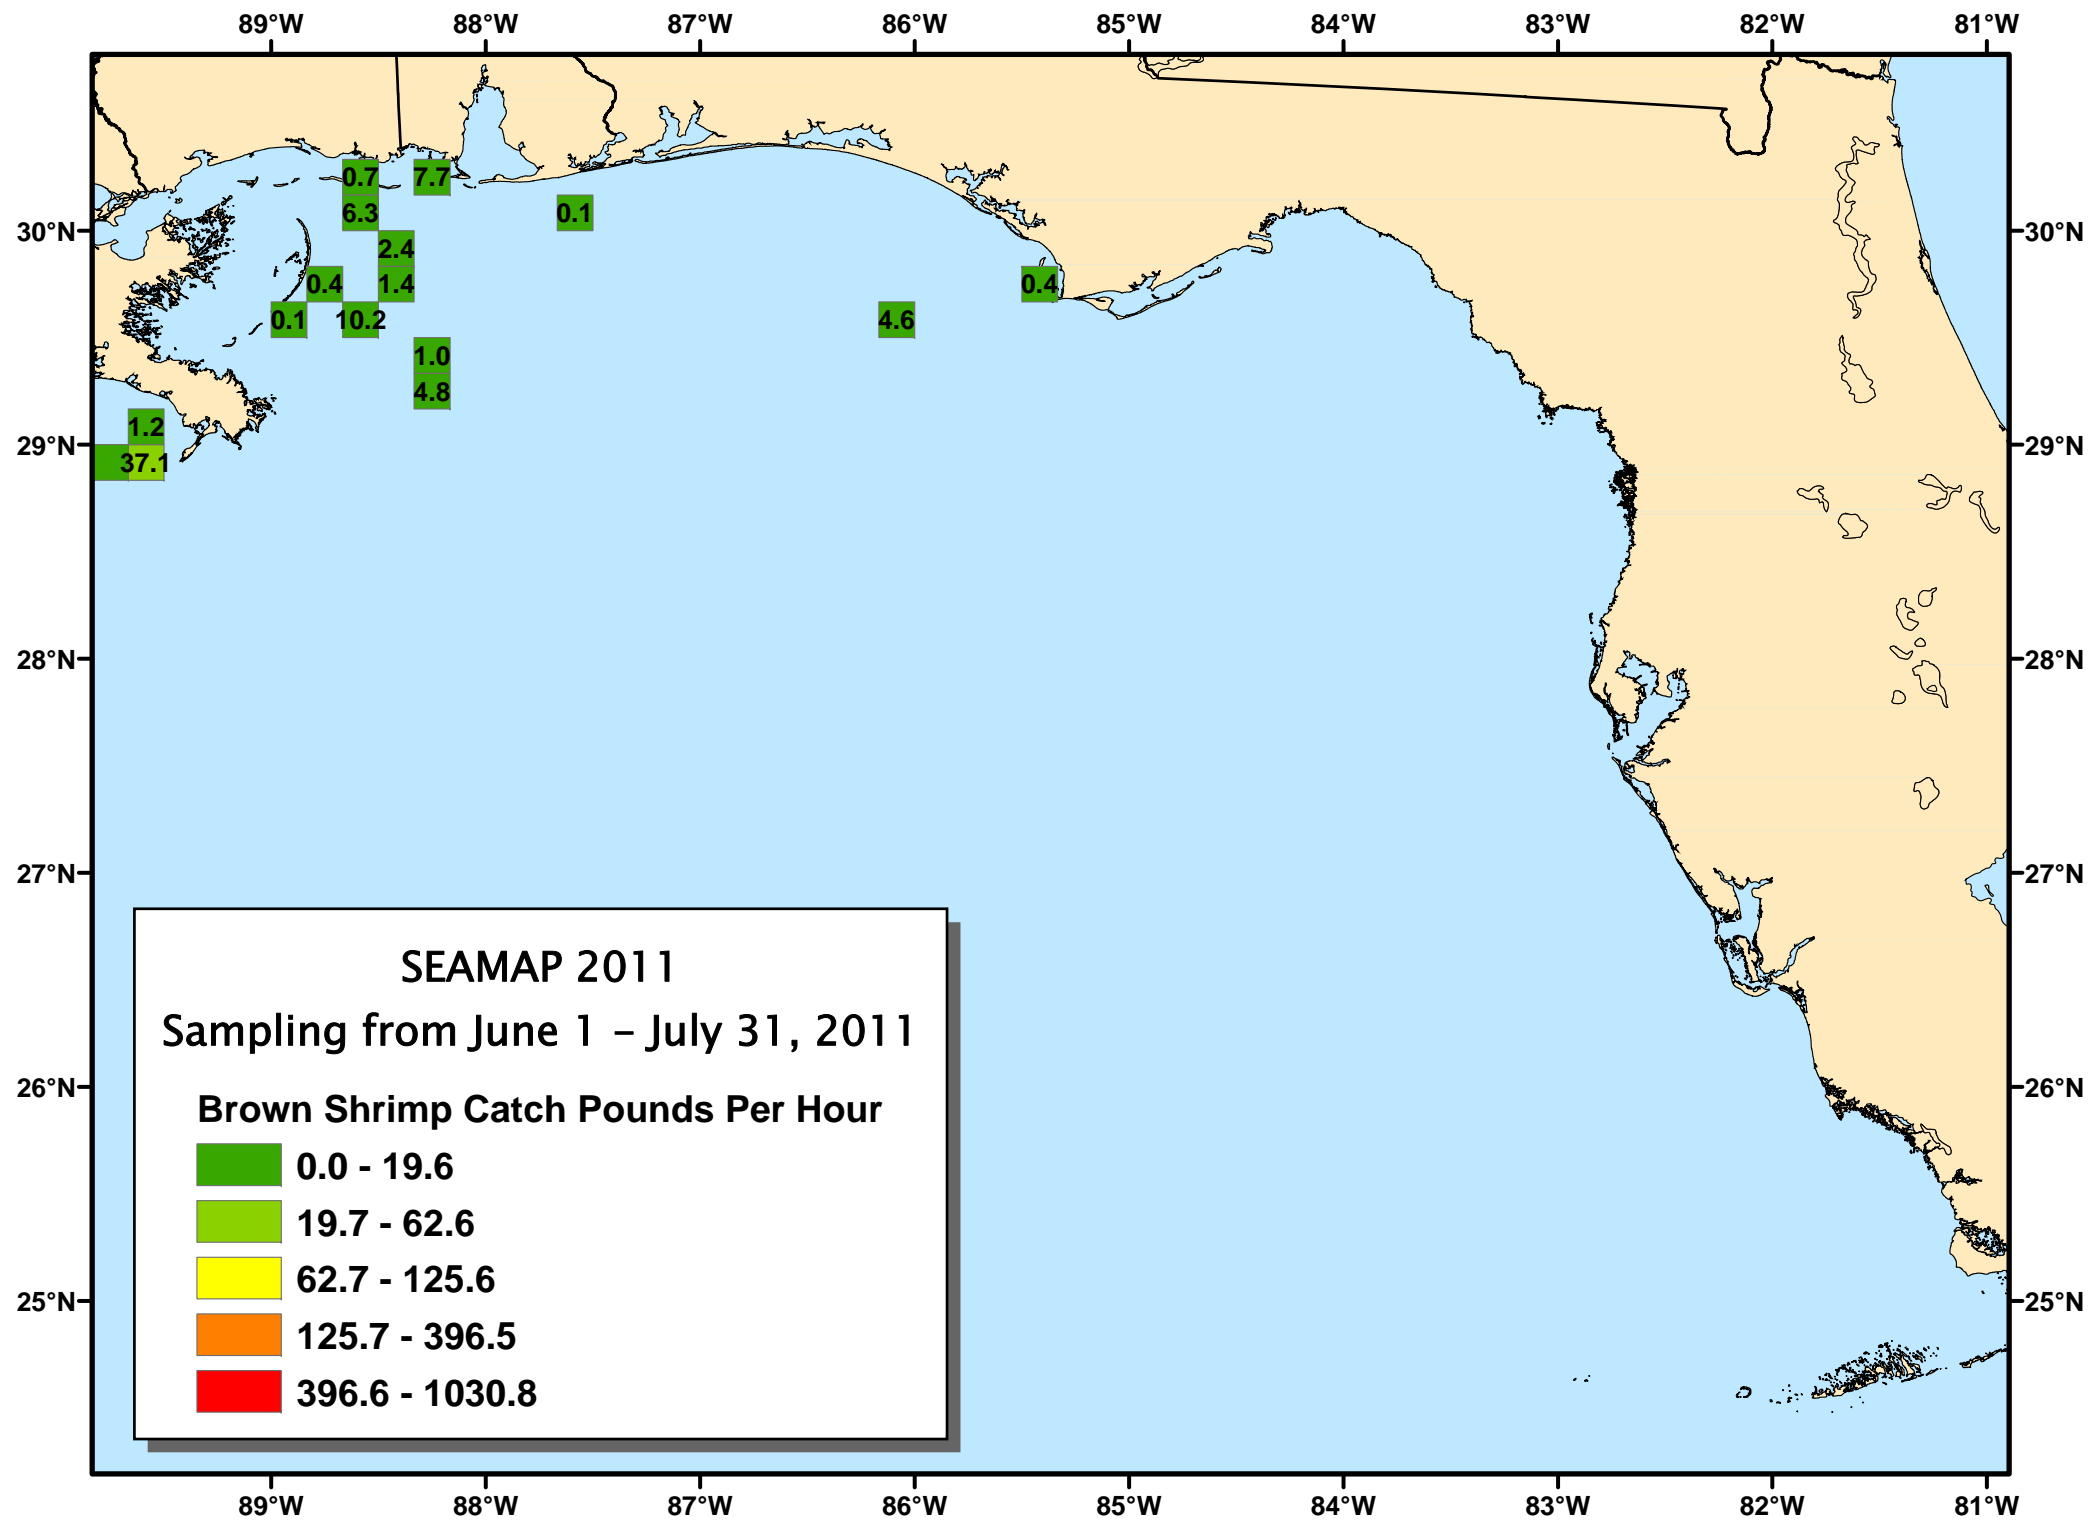 89°W 88°W 87°W 86°W 85°W 84°W 83°W 82°W 81°W
0.7 7.7
6.3 0.1
30°N 30°N
2.4
0.4 1.4 0.4
0.1 10.2 4.6
1.0
4.8
1.2
29°N 29°N
37.1
28°N 28°N
27°N 27°N
SEAMAP 2011
Sampling from June 1 – July 31, 2011
26°N 26°N
Brown Shrimp Catch Pounds Per Hour
0.0 - 19.6
19.7 - 62.6
62.7 - 125.6
25°N 25°N
125.7 - 396.5
396.6 - 1030.8
89°W 88°W 87°W 86°W 85°W 84°W 83°W 82°W 81°W